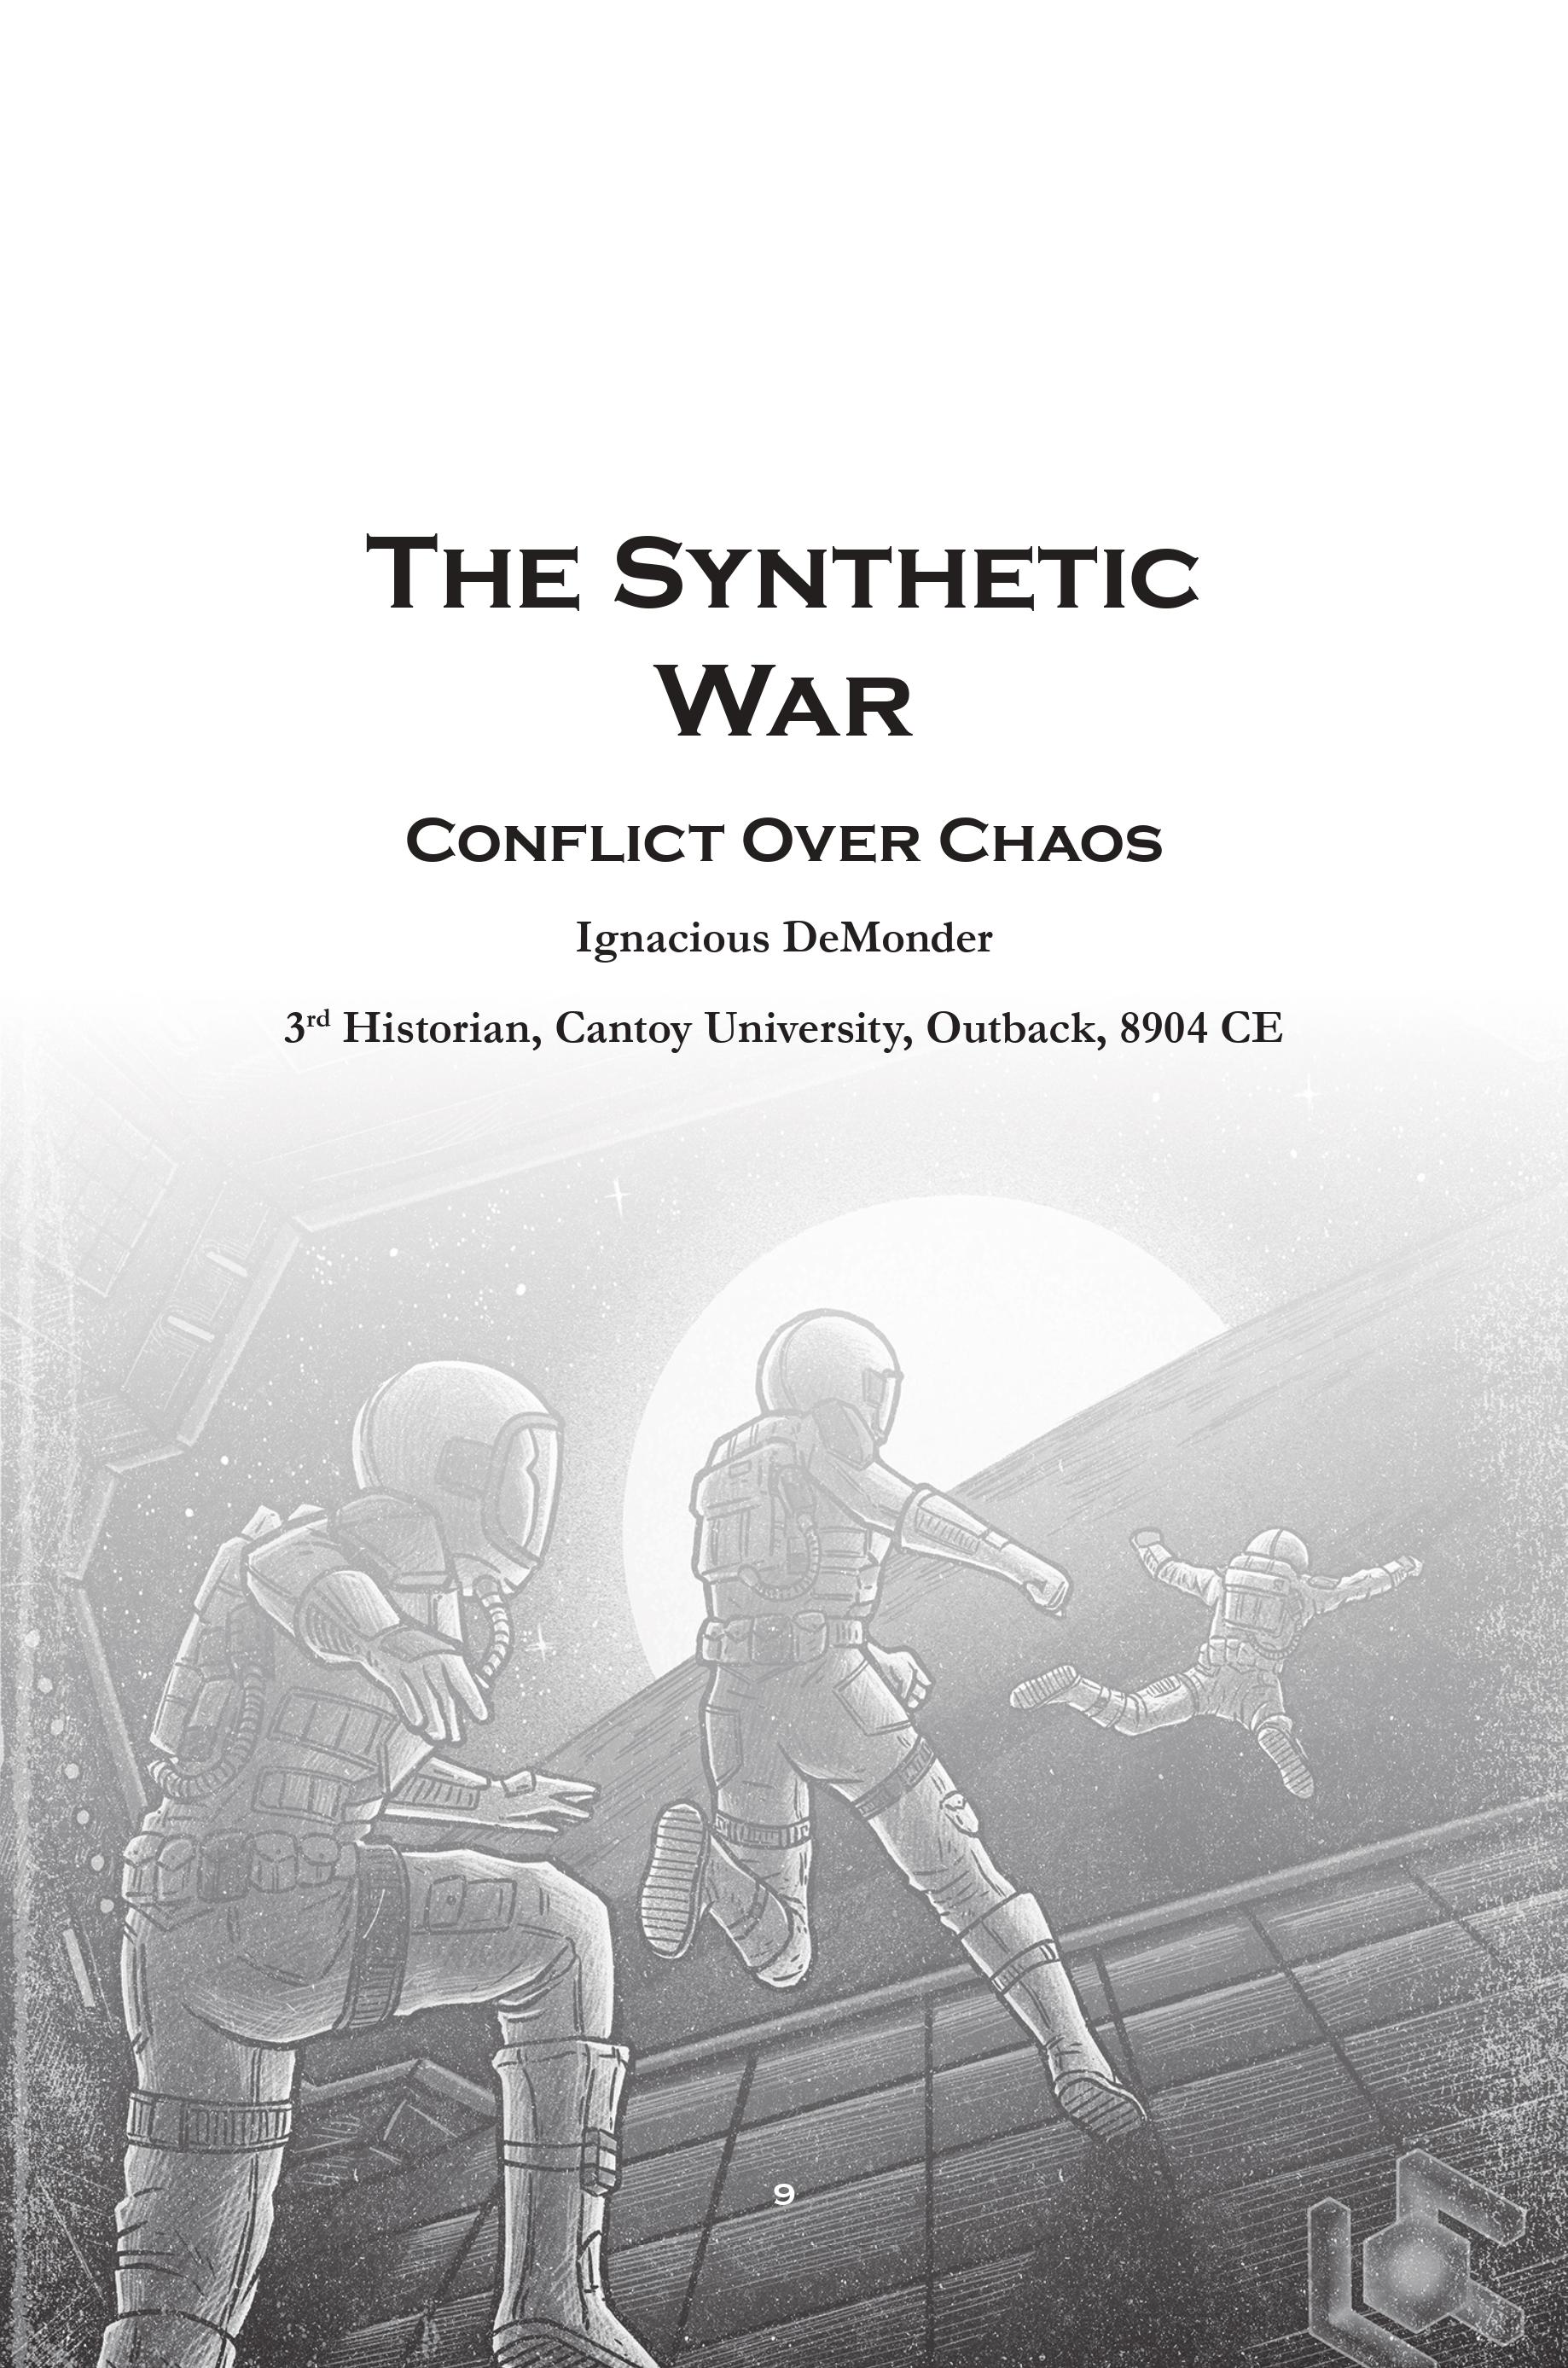 The Synthetic
War
Conflict Over Chaos
Ignacious DeMonder
3rd Historian, Cantoy University, Outback, 8904 CE
9